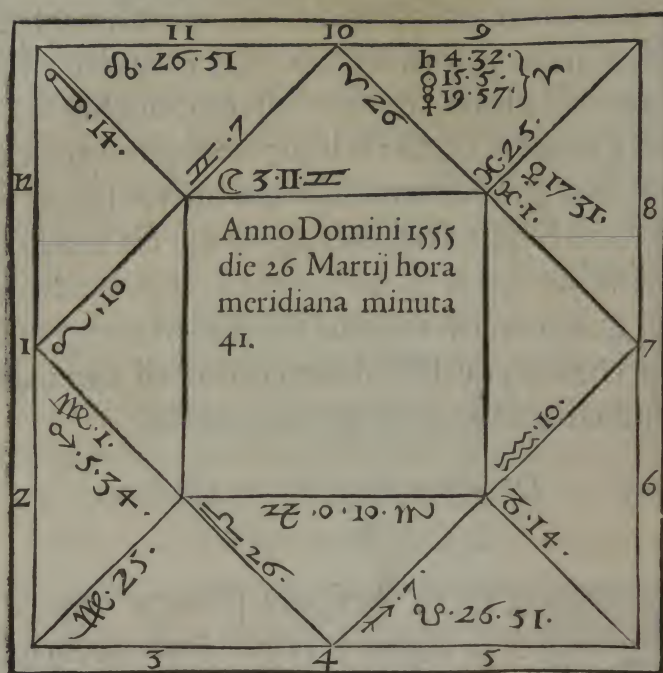 11 10 9
☊. 26. 51
♈ 26
♄ 4. 32.
☉ 15. 5.
☿ 19. 57. } ♈
♋. 14.
♊. 7
☾ 3. 11. ♊
♓. 25.
♀ 17. 31.
♓. 1.
12
8
Anno Domini 1555
die 26 Martij hora
meridiana minuta
41.
♌. 10
1
7
♍. 1.
♂. 5. 34.
♒. 10.
2
6
♑. 14.
♎ 26.
♍. 25.
♐. 7.
☋. 26. 51.
3 4 5